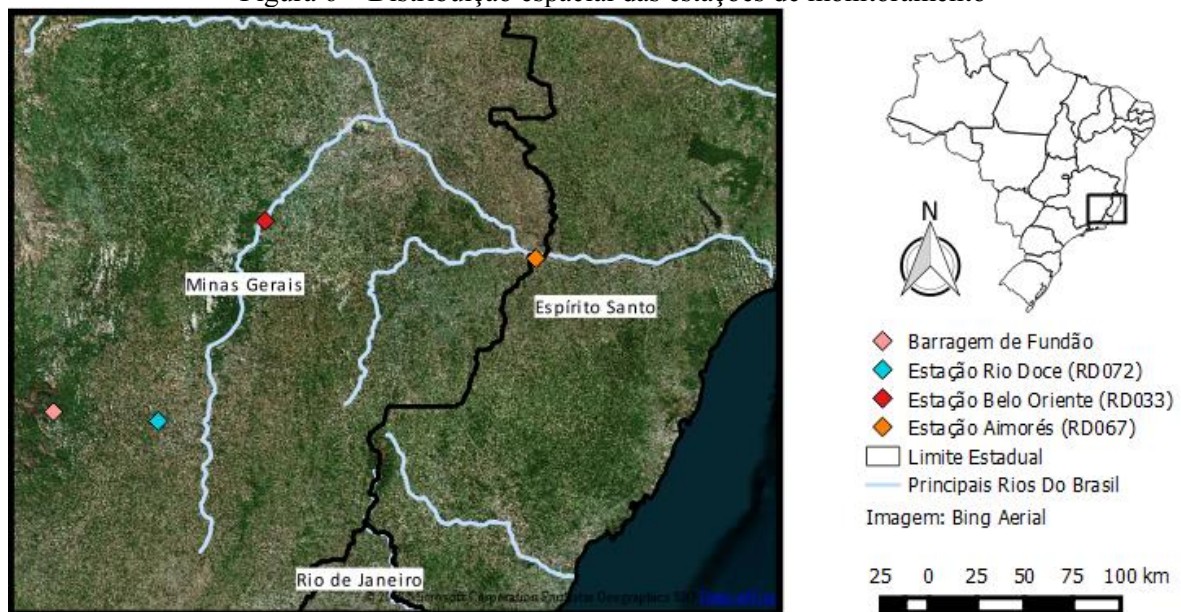 Distribuição espacial das estações de monitoramento
Minas Gerais
Espírito Santo
Rio de Janeiro
Corporation
N
Barragem de Fundão
Estação Rio Doce (RD072)
Estação Belo Oriente (RD033)
Estação Aimorés (RD067)
Limite Estadual
Principais Rios Do Brasil
Imagem: Bing Aerial
25 0 25 50 75 100 km